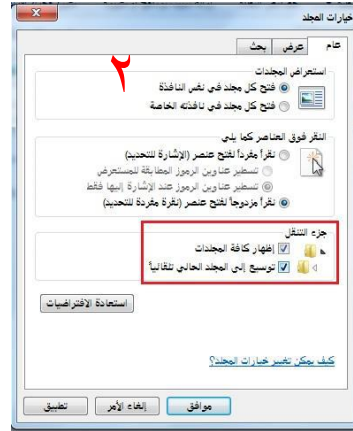 خيارات المجلد
عام عرض بحث
٢
استعراض المجلدات
فتح كل مجلد في نفس النافذة
فتح كل مجلد في نافذته الخاصة
النقر فوق العناصر كما يلي
نقرأ مفرداً لفتح عنصر (الإشارة للتحديد)
تسطير عناوين الرموز المطابقة للمستعرض
تسطير عناوين الرموز عند الإشارة إليها فقط
نقرأ مزدوجاً لفتح عنصر (نقرة مفردة للتحديد)
جزء التنقل
إظهار كافة المجلدات
توسيع إلى المجلد الحالي تلقائياً
استعادة الافتراضيات
كيف يمكن تغيير خيارات المجلد؟
موافق إلغاء الأمر تطبيق